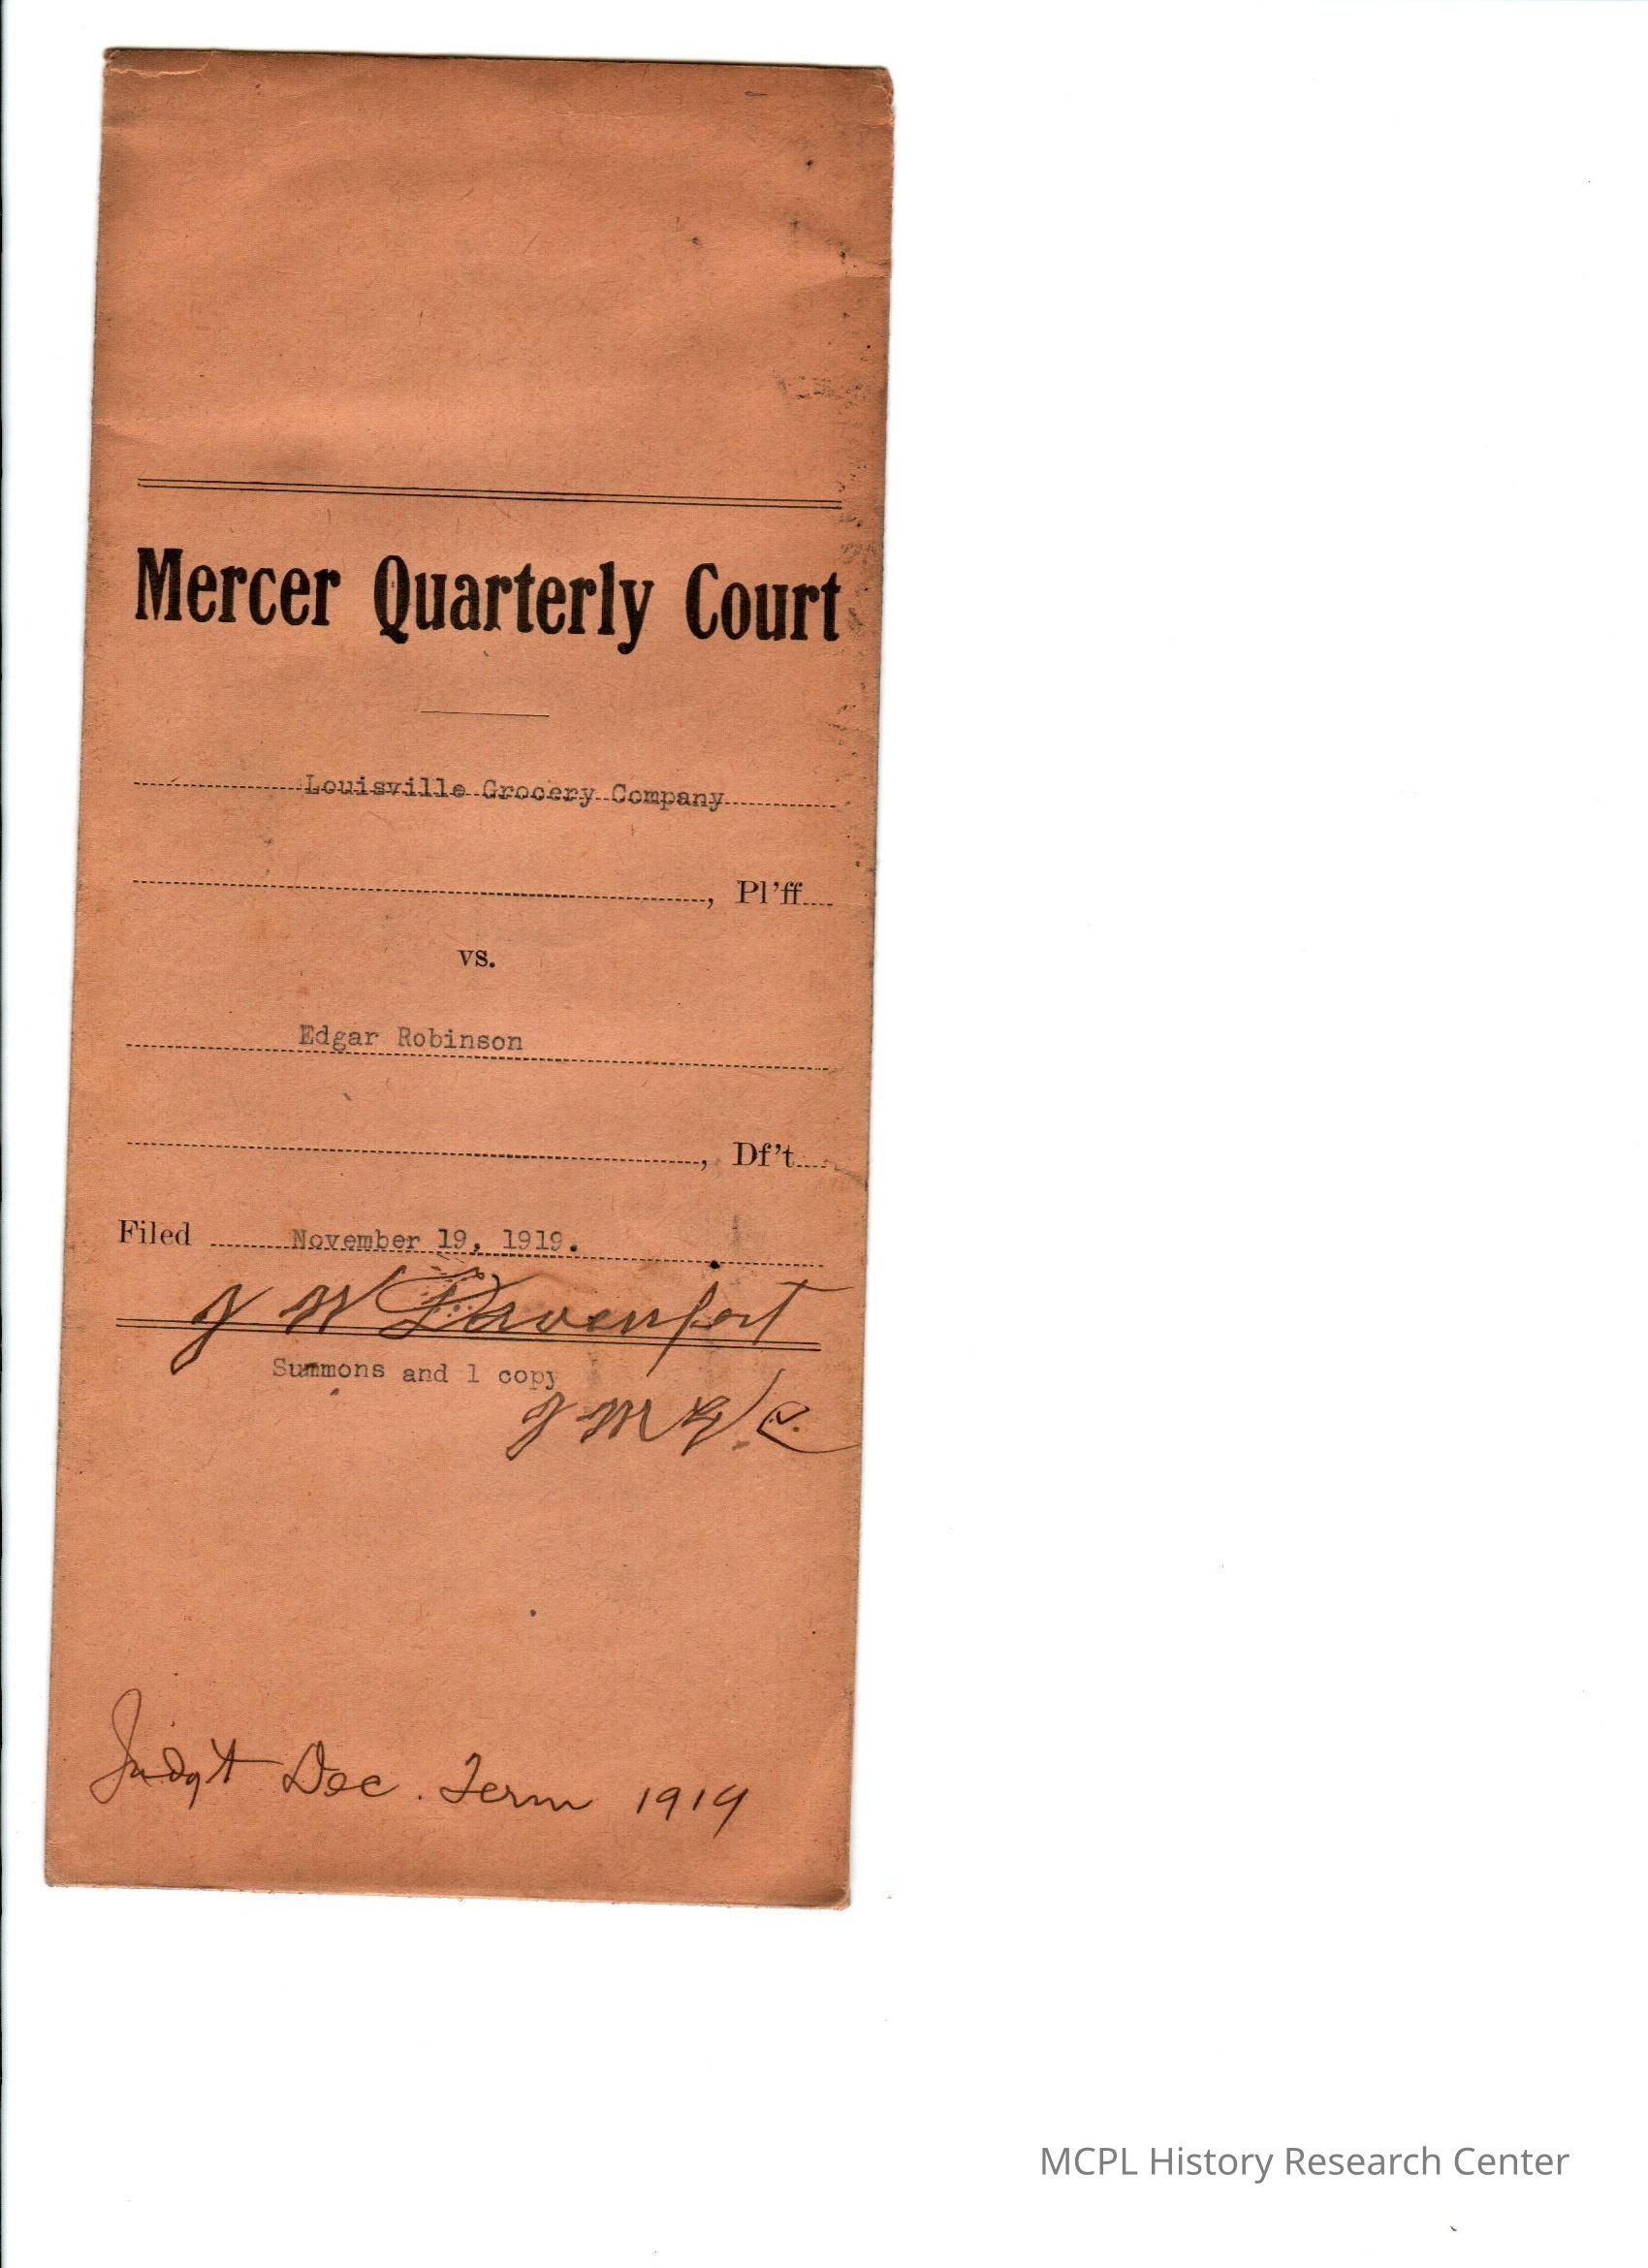 Mercer Quarterly Court
Louisville Grocery Company
, Pl'ff
vs.
Edgar Robinson
, Df't
Filed November 19, 1919.
J W Davenport
Summons and 1 copy
Judg't Dec. Term 1919
MCPL History Research Center